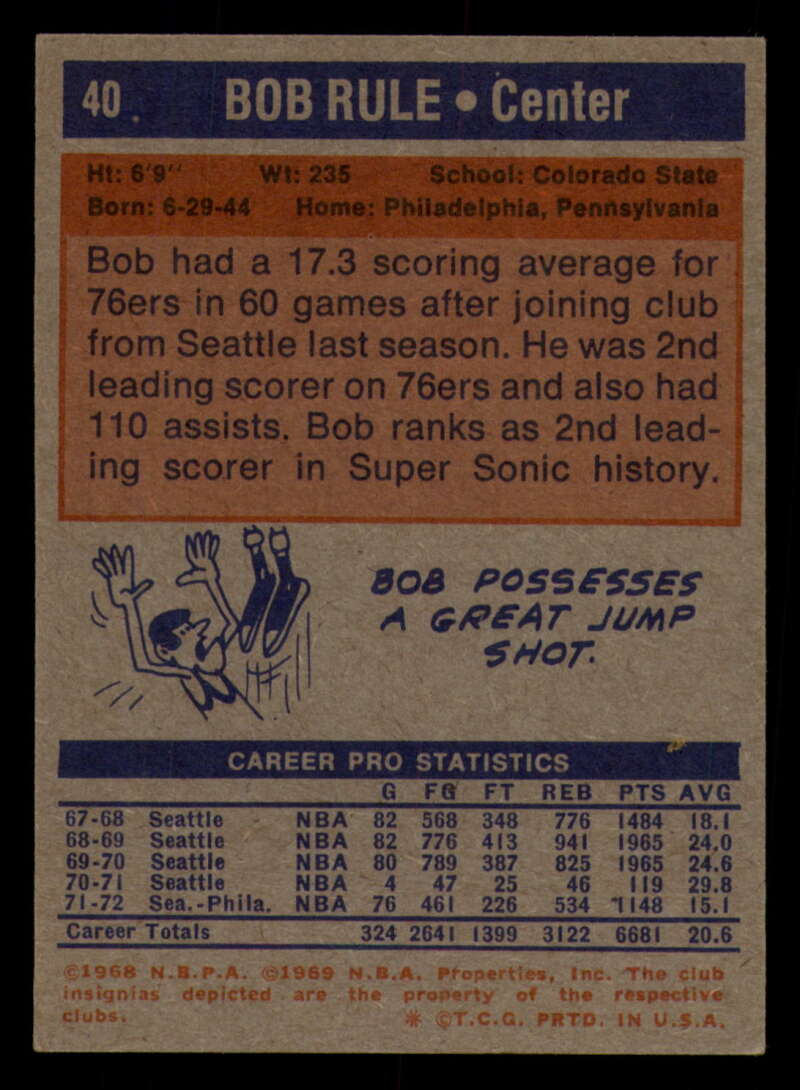 40. BOB RULE • Center
Ht: 6'9" Wt: 235 School: Colorado State
Born: 6-29-44 Home: Philadelphia, Pennsylvania
Bob had a 17.3 scoring average for
76ers in 60 games after joining club
from Seattle last season. He was 2nd
leading scorer on 76ers and also had
110 assists. Bob ranks as 2nd lead-
ing scorer in Super Sonic history.
BOB POSSESSES
A GREAT JUMP
SHOT.
CAREER PRO STATISTICS
G FG FT REB PTS AVG
67-68 Seattle NBA 82 568 348 776 1484 18.1
68-69 Seattle NBA 82 776 413 941 1965 24.0
69-70 Seattle NBA 80 789 387 825 1965 24.6
70-71 Seattle NBA 4 47 25 46 119 29.8
71-72 Sea.-Phila. NBA 76 461 226 534 1148 15.1
Career Totals 324 2641 1399 3122 6681 20.6
©1968 N.B.P.A. ©1969 N.B.A. Properties, Inc. The club
insignias depicted are the property of the respective
clubs. * ©T.C.G. PRTD. IN U.S.A.